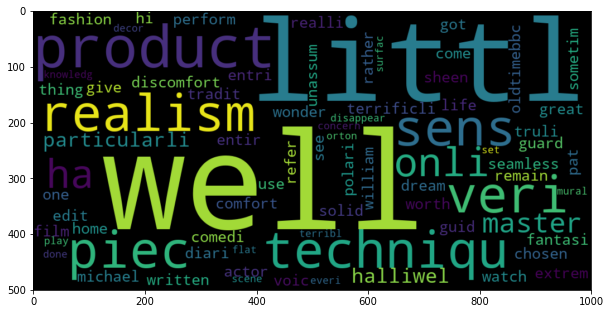 0
100
200
300
400
500
fashion hi perform realli got sometim
decor
product littl
knowledg
thing give discomfort entri unassum rather surfac come sheen oldtimebbc
tradit wonder terrificli life great
realism disappear sens truli
particularli entir concern guard
ha well refer see orton polari william onli seamless set pat
one use solid dream remain mural
edit comfort worth veri
film home comedi terribl guid master
play piec techniqu fantasi
done diari flat actor halliwel chosen
michael written scene voic everi watch extrem
0 200 400 600 800 1000